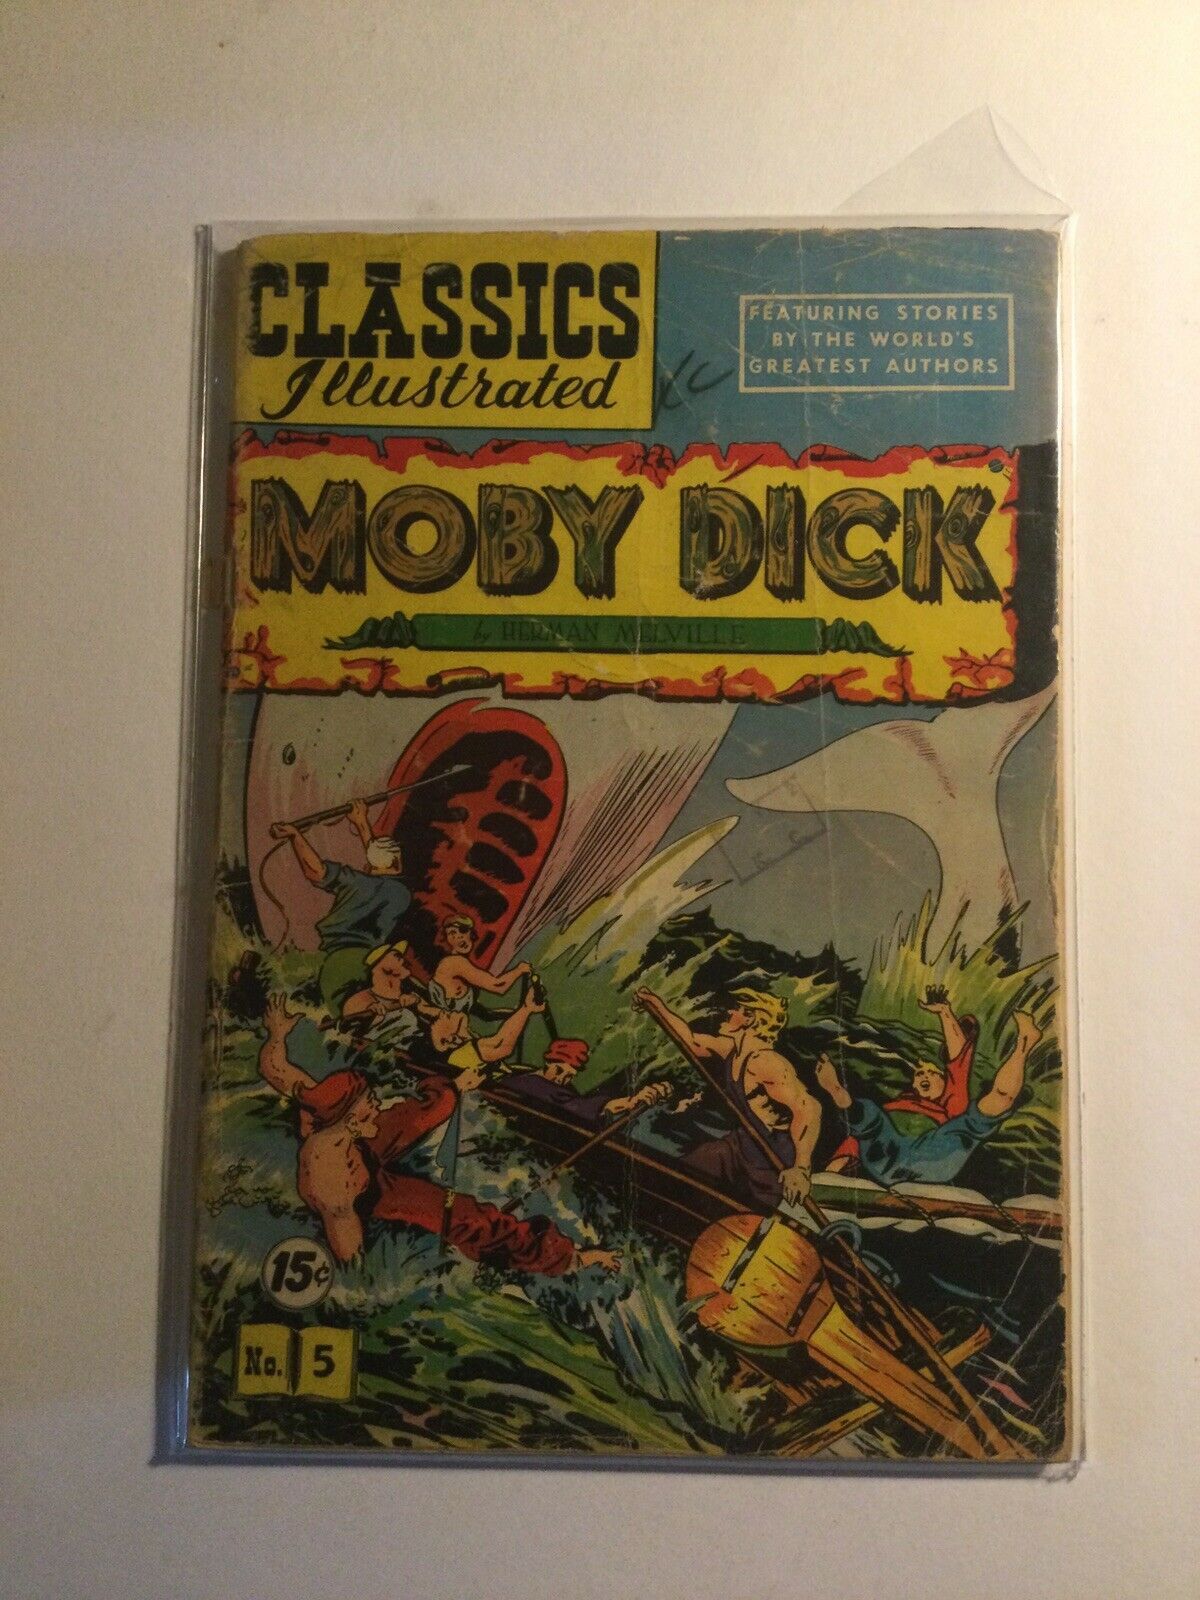 CLASSICS
Illustrated
FEATURING STORIES
BY THE WORLD'S
GREATEST AUTHORS
MOBY DICK
by HERMAN MELVILLE
15¢
No. 5